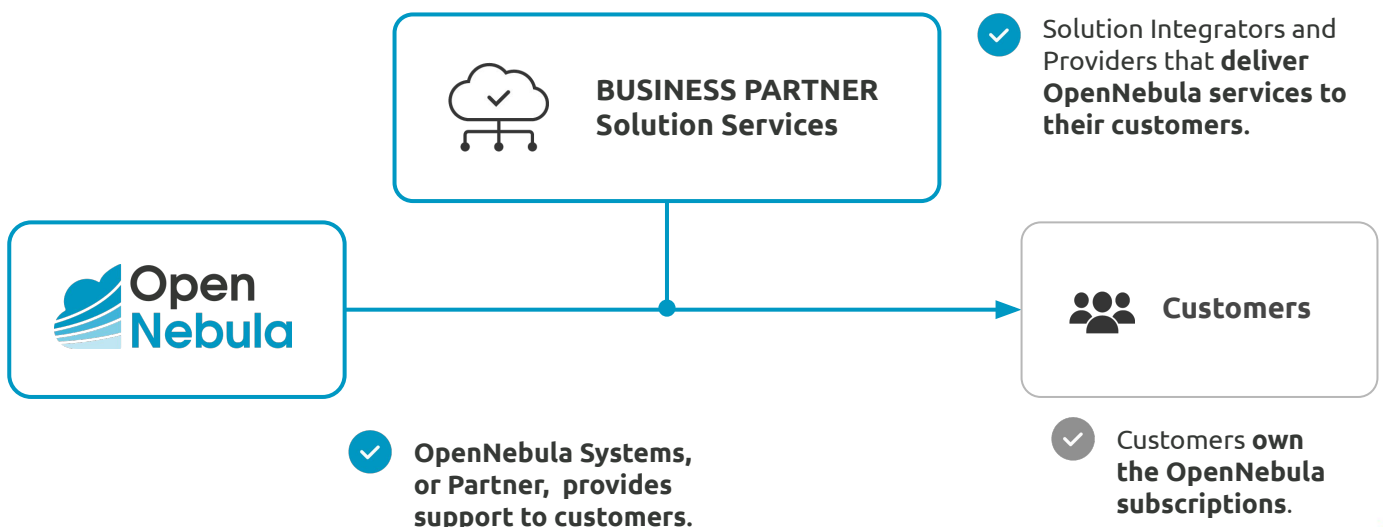 BUSINESS PARTNER
Solution Services
Solution Integrators and
Providers that deliver
OpenNebula services to
their customers.
Open
Nebula
Customers
OpenNebula Systems,
or Partner, provides
support to customers.
Customers own
the OpenNebula
subscriptions.